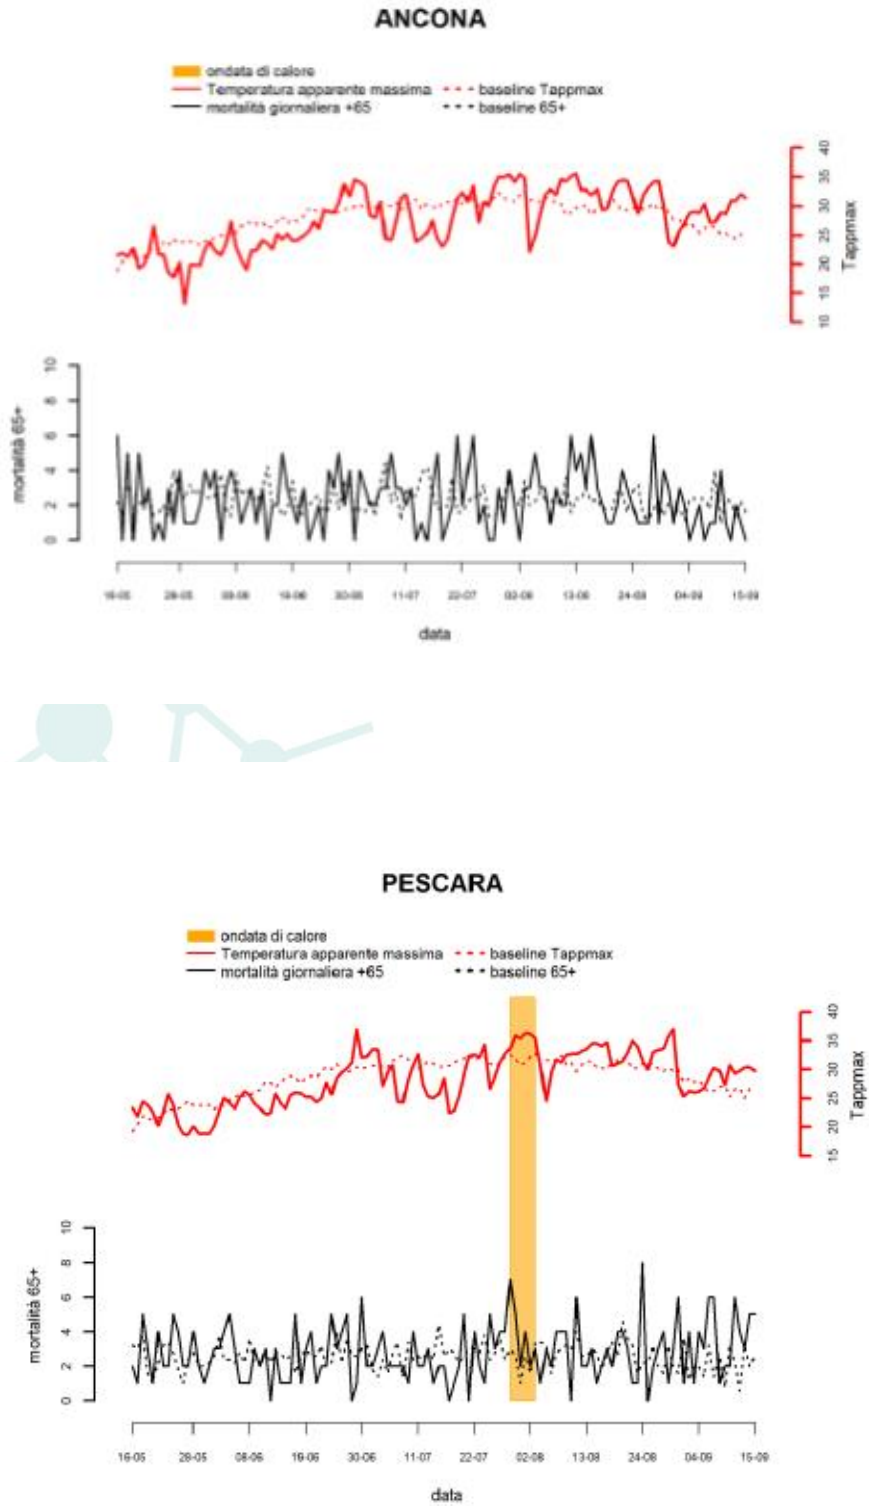 ANCONA
ondata di calore
Temperatura apparente massima baseline Tappmax
mortalità giornaliera +65 baseline 65+
40
35
30
25
20
15
10
Tappmax
10
8
6
4
2
0
mortalità 65+
16-05 28-05 08-06 19-06 30-06 11-07 22-07 02-08 13-08 24-08 04-09 15-09
data
PESCARA
ondata di calore
Temperatura apparente massima baseline Tappmax
mortalità giornaliera +65 baseline 65+
40
35
30
25
20
15
Tappmax
10
8
6
4
2
0
mortalità 65+
16-05 28-05 08-06 19-06 30-06 11-07 22-07 02-08 13-08 24-08 04-09 15-09
data